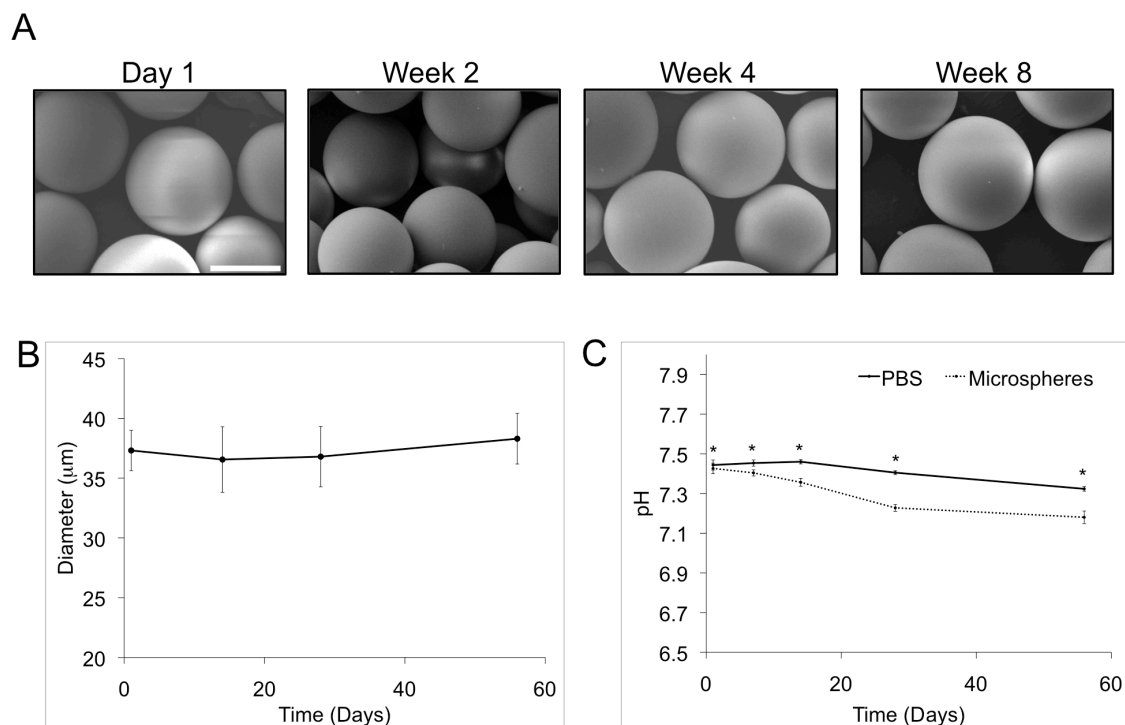 A
Day 1
Week 2
Week 4
Week 8
B
45
40
35
30
25
20
Diameter (µm)
0
20
40
60
Time (Days)
C
7.9
7.7
7.5
7.3
7.1
6.9
6.7
6.5
pH
PBS
Microspheres
*
*
*
*
*
0
20
40
60
Time (Days)